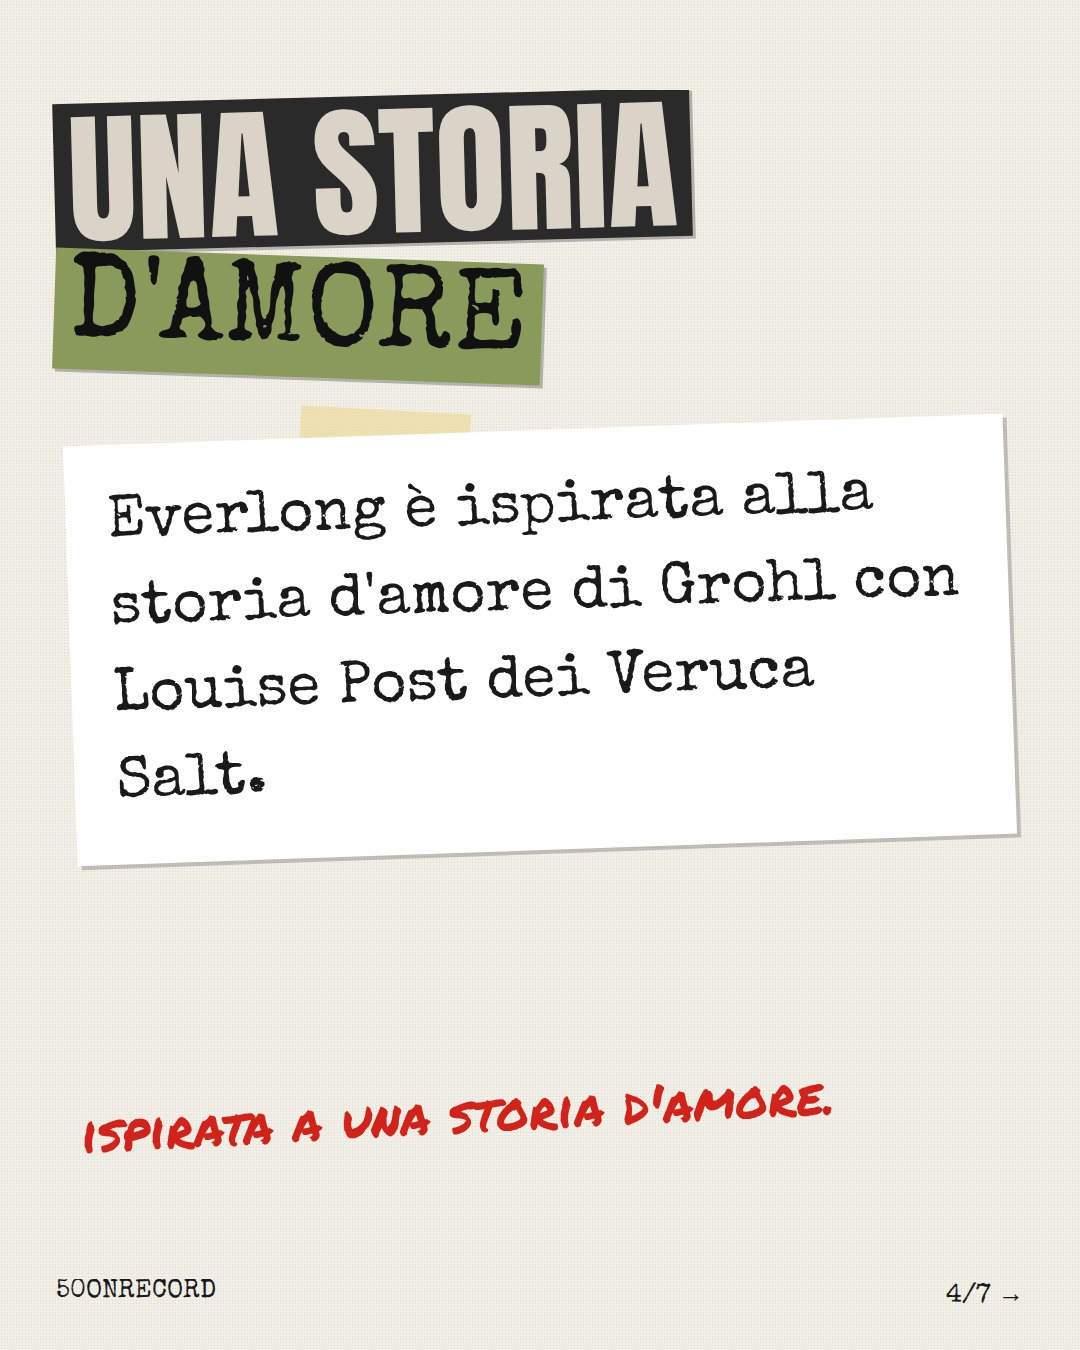 UNA STORIA
D'AMORE
Everlong è ispirata alla
storia d'amore di Grohl con
Louise Post dei Veruca
Salt.
ISPIRATA A UNA STORIA D'AMORE.
500NRECORD
4/7 →